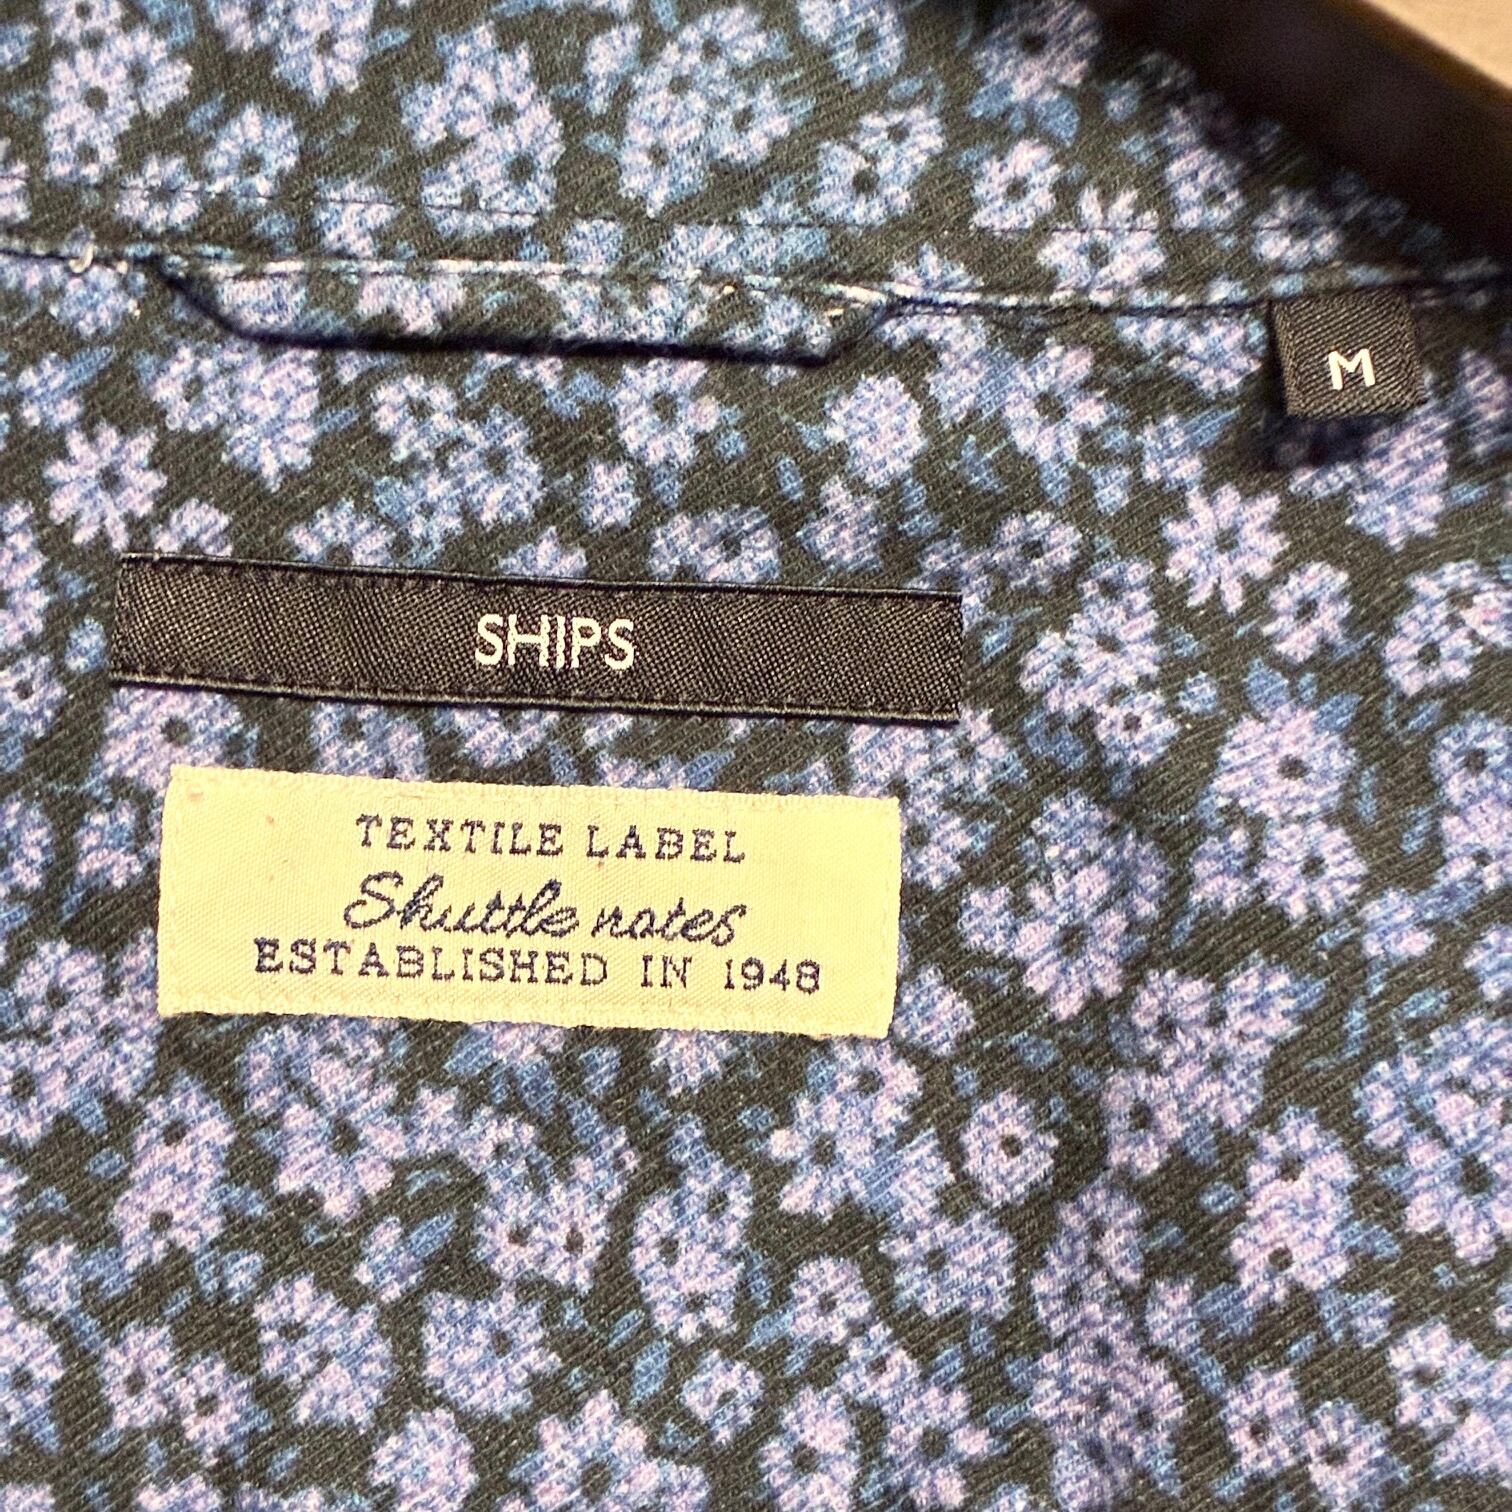 M
SHIPS
TEXTILE LABEL
Shuttle notes
ESTABLISHED IN 1948